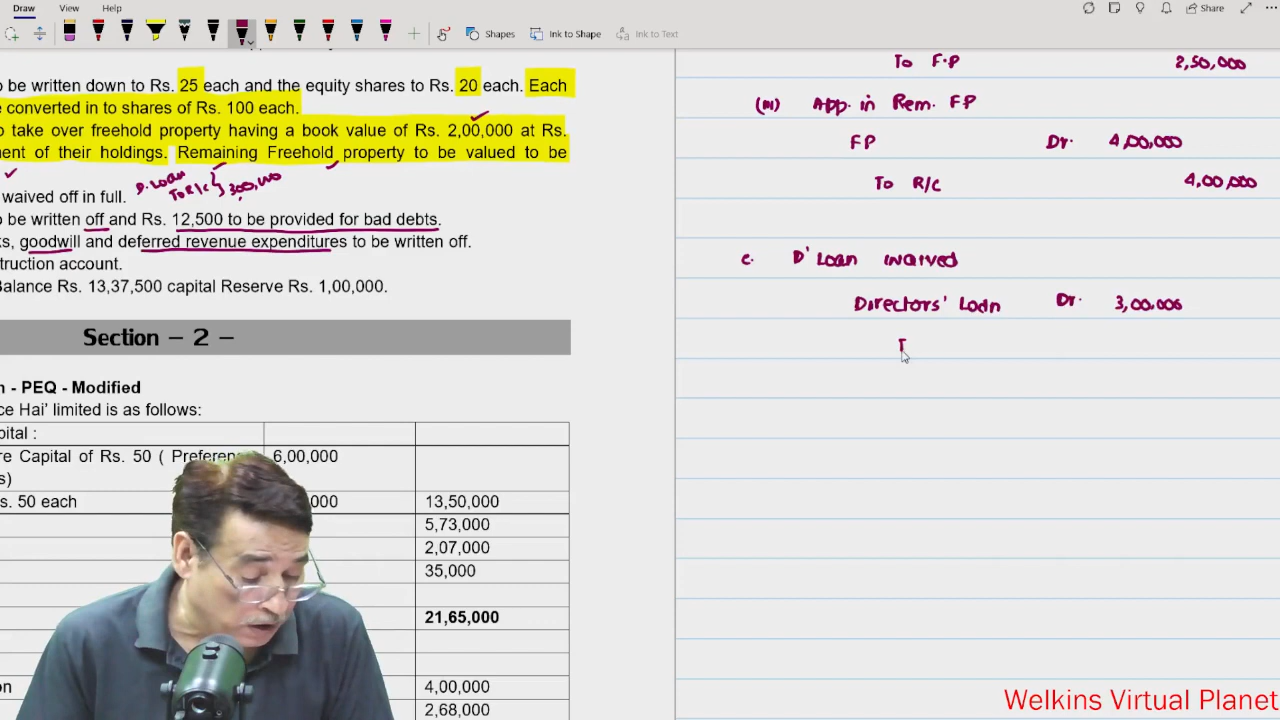 Draw View Help
Share
Shapes Ink to Shape Ink to Text
o be written down to Rs. 25 each and the equity shares to Rs. 20 each. Each
e converted in to shares of Rs. 100 each.
o take over freehold property having a book value of Rs. 2,00,000 at Rs.
ment of their holdings. Remaining Freehold property to be valued to be
waived off in full.
D. Loan
To R/C } 300,000
o be written off and Rs. 12,500 to be provided for bad debts.
ks, goodwill and deferred revenue expenditures to be written off.
truction account.
Balance Rs. 13,37,500 capital Reserve Rs. 1,00,000.
Section – 2 –
n - PEQ - Modified
ce Hai' limited is as follows:
pital :
re Capital of Rs. 50 ( Preferen 6,00,000
s)
s. 50 each 000 13,50,000
5,73,000
2,07,000
35,000
21,65,000
on 4,00,000
2,68,000
To F.P 2,50,000
App. in Rem. FP
FP Dr. 4,00,000
To R/C 4,00,000
c. D' Loan waived
Directors' Loan Dr. 3,00,000
Welkins Virtual Planet